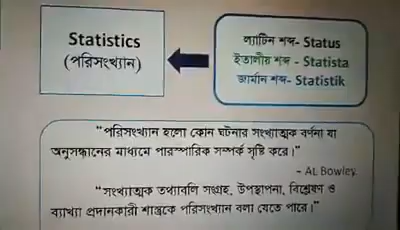 Statistics
(পরিসংখ্যান)
ল্যাটিন শব্দ- Status
ইতালীয় শব্দ - Statista
জার্মান শব্দ- Statistik
"পরিসংখ্যান হলো কোন ঘটনার সংখ্যাত্মক বর্ণনা যা
অনুসন্ধানের মাধ্যমে পারস্পারিক সম্পর্ক সৃষ্টি করে।"
- AL Bowley.
"সংখ্যাত্মক তথ্যাবলি সংগ্রহ, উপস্থাপনা, বিশ্লেষণ ও
ব্যাখ্যা প্রদানকারী শাস্ত্রকে পরিসংখ্যান বলা যেতে পারে।"